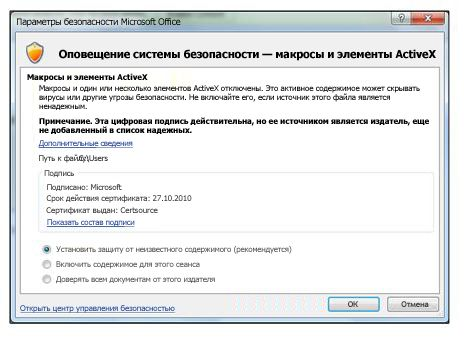 Параметры безопасности Microsoft Office
Оповещение системы безопасности — макросы и элементы ActiveX
Макросы и элементы ActiveX
Макросы и один или несколько элементов ActiveX отключены. Это активное содержимое может скрывать
вирусы или другие угрозы безопасности. Не включайте его, если источник этого файла является
ненадежным.
Примечание. Эта цифровая подпись действительна, но ее источником является издатель, еще
не добавленный в список надежных.
Дополнительные сведения
Путь к файлу:\Users
Подпись
Подписано: Microsoft
Срок действия сертификата: 27.10.2010
Сертификат выдан: Certsource
Показать состав подписи
Установить защиту от неизвестного содержимого (рекомендуется)
Включить содержимое для этого сеанса
Доверять всем документам от этого издателя
Открыть центр управления безопасностью
ОК
Отмена